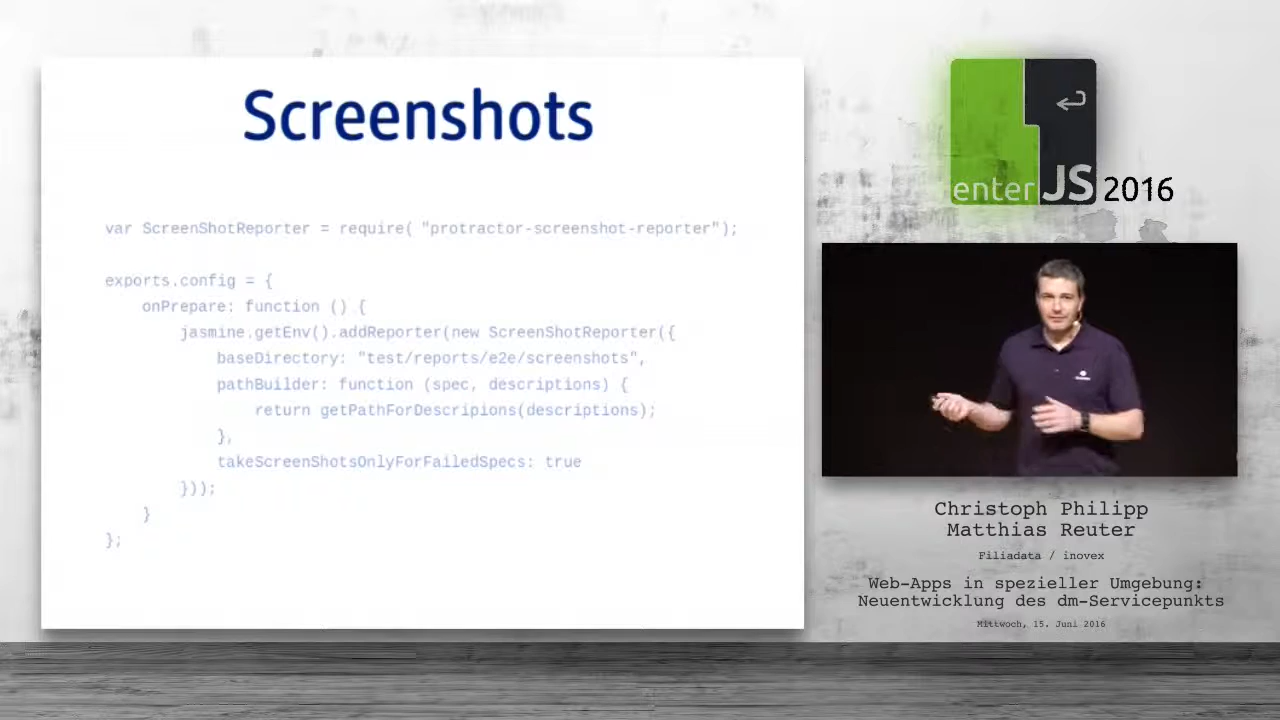 Screenshots
var ScreenShotReporter = require( "protractor-screenshot-reporter");
exports.config = {
onPrepare: function () {
jasmine.getEnv().addReporter(new ScreenShotReporter({
baseDirectory: "test/reports/e2e/screenshots",
pathBuilder: function (spec, descriptions) {
return getPathForDescripions(descriptions);
},
takeScreenShotsOnlyForFailedSpecs: true
}));
}
};
enterJS 2016
Christoph Philipp
Matthias Reuter
Filiadata / inovex
Web-Apps in spezieller Umgebung:
Neuentwicklung des dm-Servicepunkts
Mittwoch, 15. Juni 2016